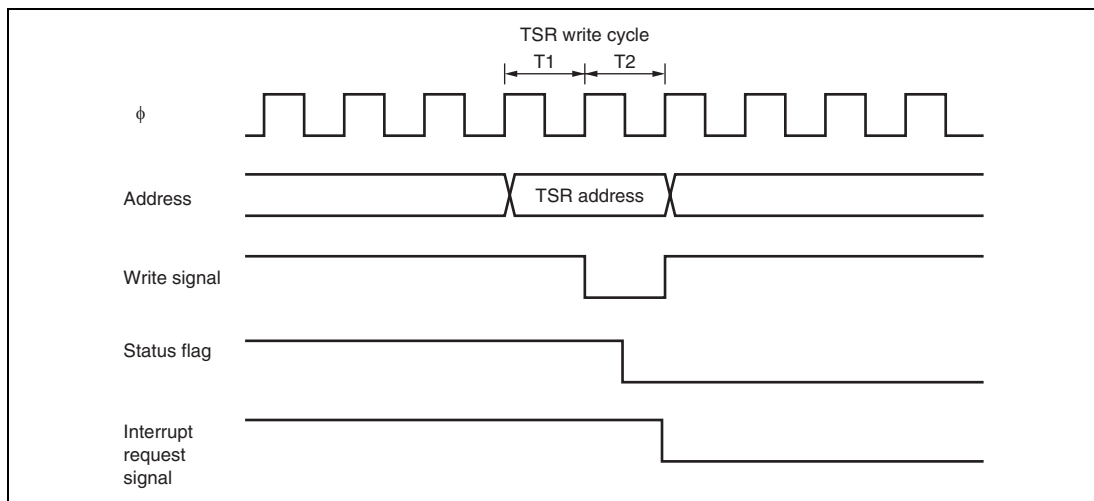 TSR write cycle
T1
T2
ϕ
Address
TSR address
Write signal
Status flag
Interrupt
request
signal